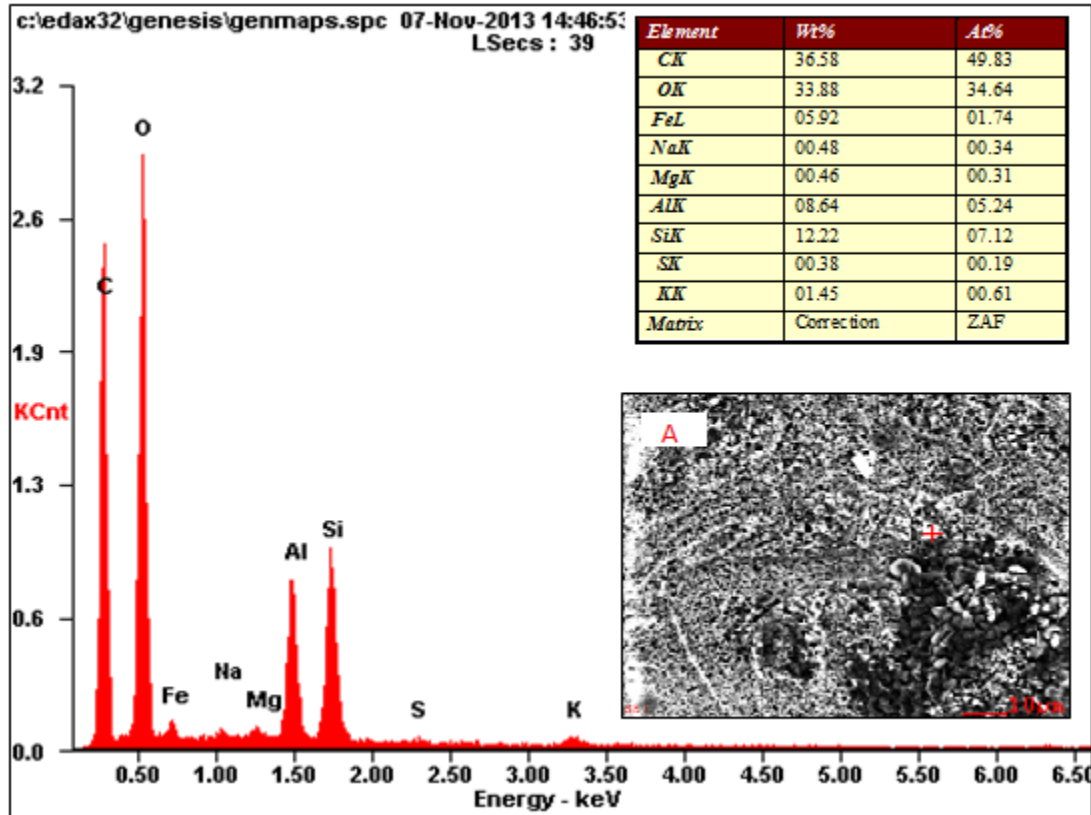 c:\edax32\genesis\genmaps.spc 07-Nov-2013 14:46:53
LSecs : 39
Element Wt% At%
CK 36.58 49.83
OK 33.88 34.64
FeL 05.92 01.74
NaK 00.48 00.34
MgK 00.46 00.31
AlK 08.64 05.24
SiK 12.22 07.12
SK 00.38 00.19
KK 01.45 00.61
Matrix Correction ZAF
3.2
2.6
1.9
KCnt
1.3
0.6
0.0
C
O
Fe
Na
Mg
Al
Si
S
K
A
10µm
0.50 1.00 1.50 2.00 2.50 3.00 3.50 4.00 4.50 5.00 5.50 6.00 6.50
Energy - keV